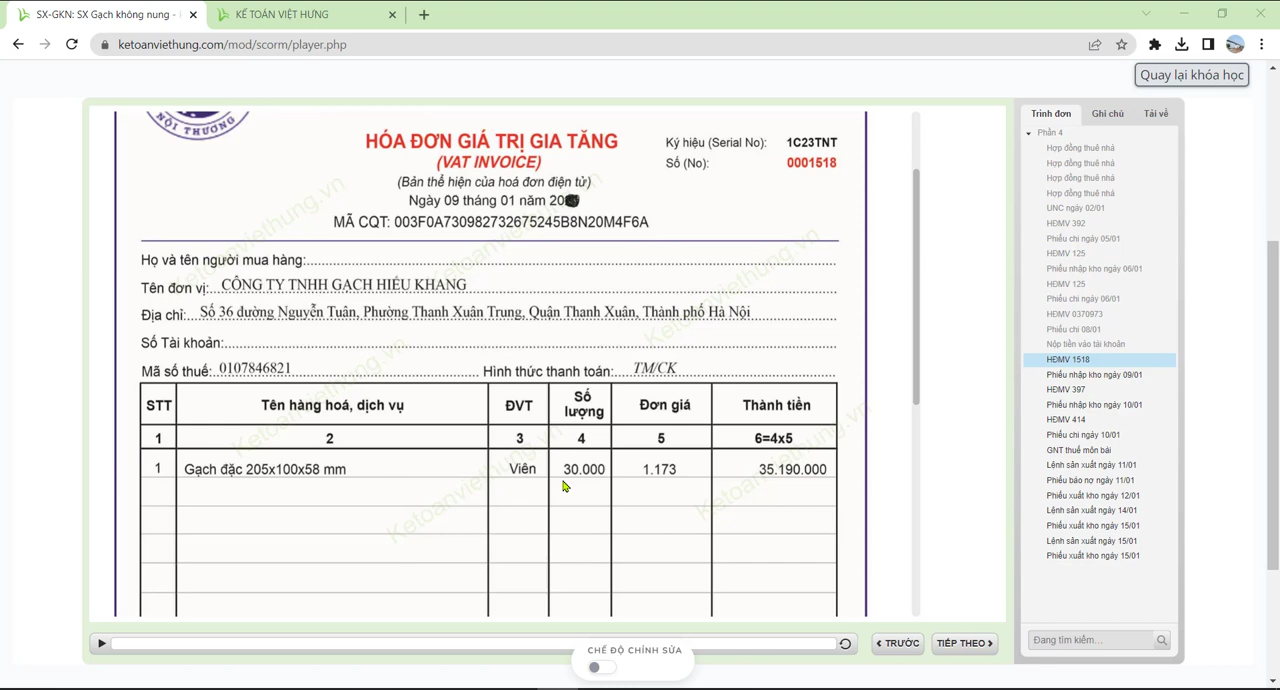 SX-GKN: SX Gạch không nung -
KẾ TOÁN VIỆT HƯNG
ketoanviethung.com/mod/scorm/player.php
Quay lại khóa học
NỘI THƯƠNG
HÓA ĐƠN GIÁ TRỊ GIA TĂNG
(VAT INVOICE)
(Bản thể hiện của hoá đơn điện tử)
Ngày 09 tháng 01 năm 20
MÃ CQT: 003F0A730982732675245B8N20M4F6A
Ký hiệu (Serial No): 1C23TNT
Số (No): 0001518
Họ và tên người mua hàng:
Tên đơn vị: CÔNG TY TNHH GẠCH HIẾU KHANG
Địa chỉ: Số 36 đường Nguyễn Tuân, Phường Thanh Xuân Trung, Quận Thanh Xuân, Thành phố Hà Nội
Số Tài khoản:
Mã số thuế: 0107846821 Hình thức thanh toán: TM/CK
STT Tên hàng hoá, dịch vụ ĐVT Số lượng Đơn giá Thành tiền
1 2 3 4 5 6=4x5
1 Gạch đặc 205x100x58 mm Viên 30.000 1.173 35.190.000
Ketoanviethung.vn
Ketoanviethung.vn
Ketoanviethung.vn
Ketoanviethung.vn
Ketoanviethung.vn
Ketoanviethung.vn
TRƯỚC
TIẾP THEO
CHẾ ĐỘ CHỈNH SỬA
Trình đơn Ghi chú Tải về
Phần 4
Hợp đồng thuê nhà
Hợp đồng thuê nhà
Hợp đồng thuê nhà
Hợp đồng thuê nhà
UNC ngày 02/01
HĐMV 392
Phiếu chi ngày 05/01
HĐMV 125
Phiếu nhập kho ngày 06/01
HĐMV 125
Phiếu chi ngày 06/01
HĐMV 0370973
Phiếu chi 08/01
Nộp tiền vào tài khoản
HĐMV 1518
Phiếu nhập kho ngày 09/01
HĐMV 397
Phiếu nhập kho ngày 10/01
HĐMV 414
Phiếu chi ngày 10/01
GNT thuế môn bài
Lệnh sản xuất ngày 11/01
Phiếu báo nợ ngày 11/01
Phiếu xuất kho ngày 12/01
Lệnh sản xuất ngày 14/01
Phiếu xuất kho ngày 15/01
Lệnh sản xuất ngày 15/01
Phiếu xuất kho ngày 15/01
Đang tìm kiếm...